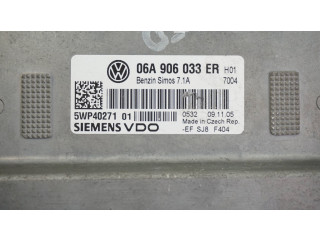 06A 906 033 ER H01
Benzin Simos 7.1A 7004
5WP40271 01
0532 09.11.05
SIEMENS VDO
Made in Czech Rep.
-EF SJ8 F404